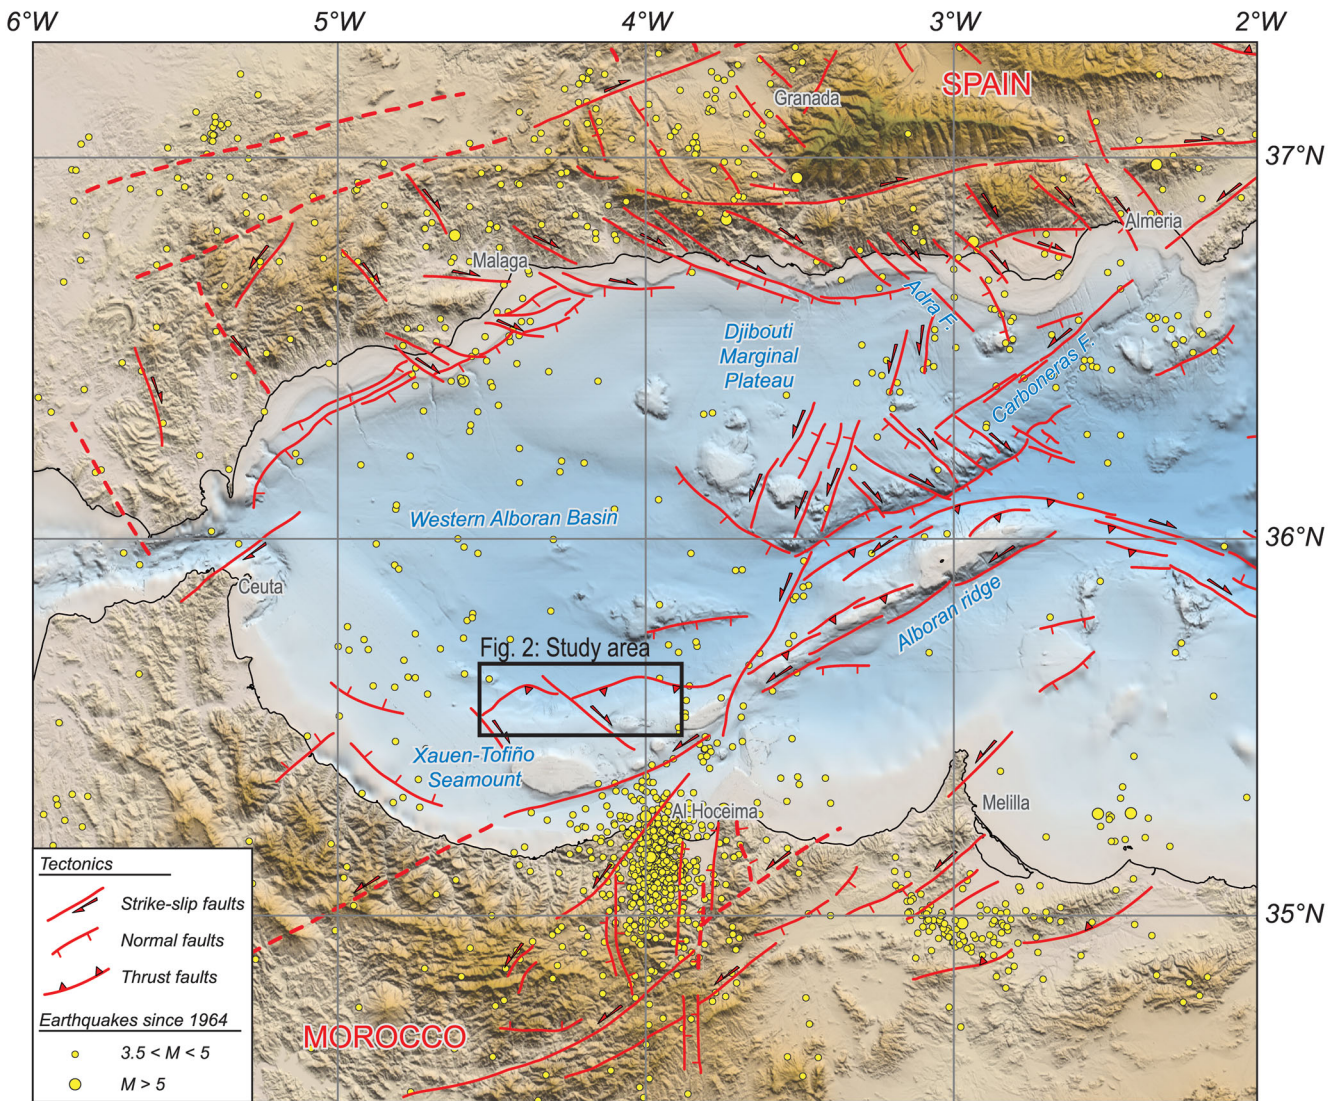 6°W 5°W 4°W 3°W 2°W
SPAIN
Granada
37°N
Almeria
Malaga
Adra F.
Djibouti
Marginal
Plateau
Carboneras F.
Western Alboran Basin
36°N
Ceuta
Alboran ridge
Fig. 2: Study area
Xauen-Tofiño
Seamount
Al Hoceima
Melilla
Tectonics
Strike-slip faults
Normal faults
Thrust faults
Earthquakes since 1964
3.5 < M < 5
M > 5
35°N
MOROCCO